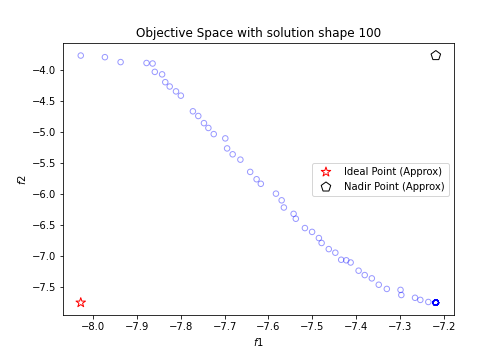 Objective Space with solution shape 100
f2
−4.0
−4.5
−5.0
−5.5
−6.0
−6.5
−7.0
−7.5
Ideal Point (Approx)
Nadir Point (Approx)
−8.0 −7.9 −7.8 −7.7 −7.6 −7.5 −7.4 −7.3 −7.2
f1